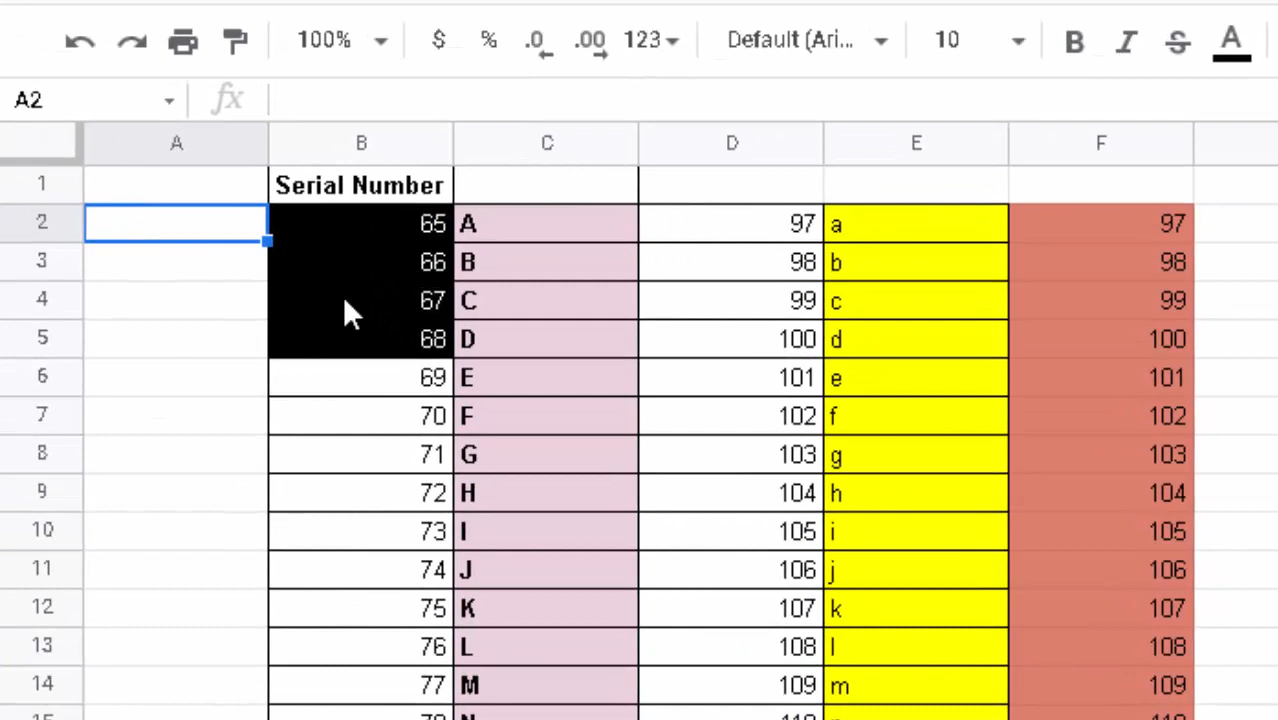 100% $ % .0 .00 123 Default (Ari... 10 B I S A
A2 fx
A B C D E F
1 Serial Number
2 65 A 97 a 97
3 66 B 98 b 98
4 67 C 99 c 99
5 68 D 100 d 100
6 69 E 101 e 101
7 70 F 102 f 102
8 71 G 103 g 103
9 72 H 104 h 104
10 73 I 105 i 105
11 74 J 106 j 106
12 75 K 107 k 107
13 76 L 108 l 108
14 77 M 109 m 109